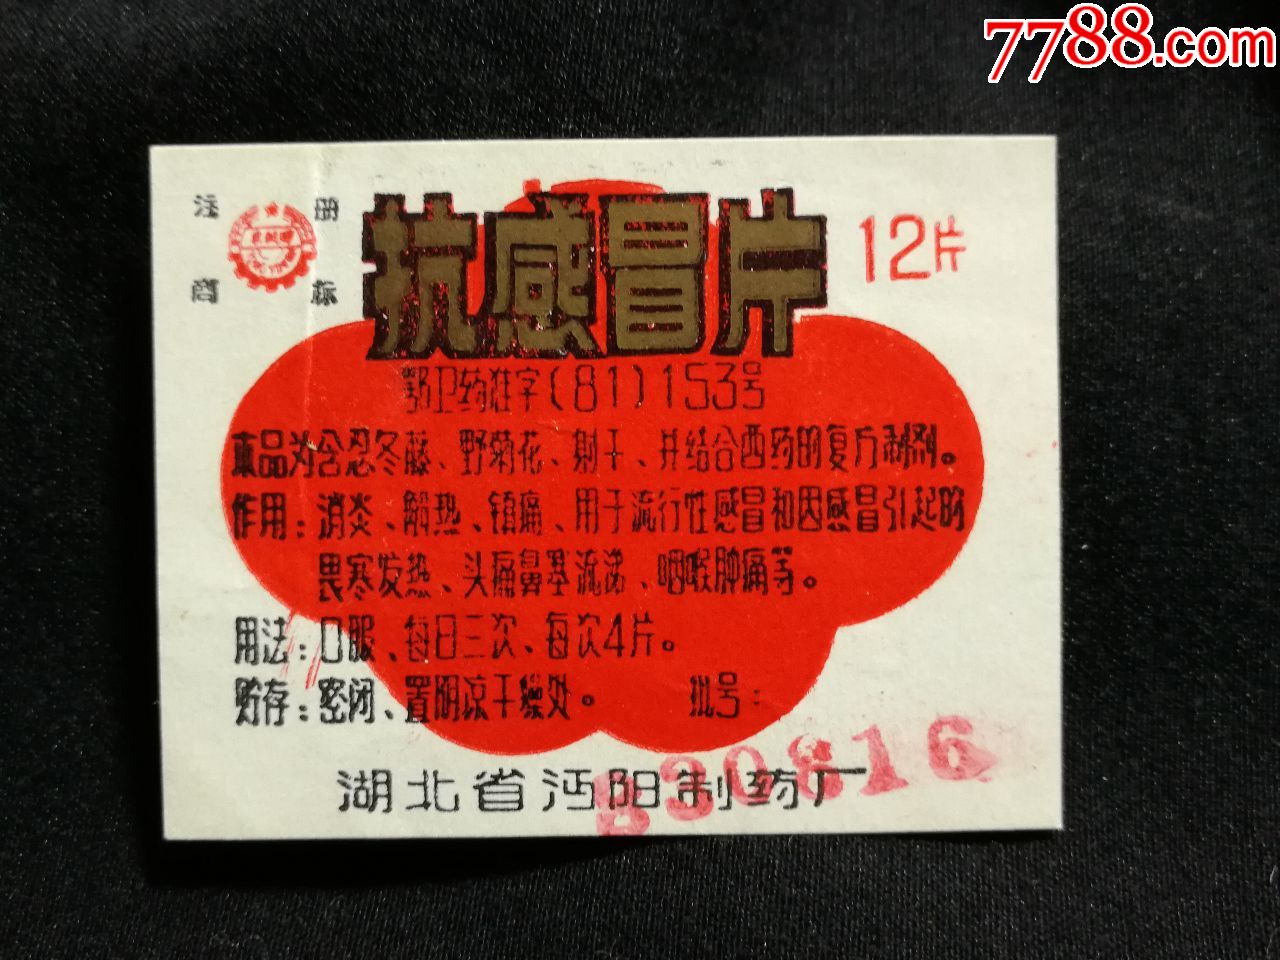 7788.com
注册
商标
抗感冒片
12片
鄂卫药准字(81)153号
本品为含忍冬藤、野菊花、射干、并结合西药的复方制剂。
作用:消炎、解热、镇痛、用于流行性感冒和因感冒引起的
畏寒发热、头痛鼻塞流涕、咽喉肿痛等。
用法:口服、每日三次、每次4片。
贮存:密闭、置阴凉干燥处。 批号:
830816
湖北省沔阳制药厂